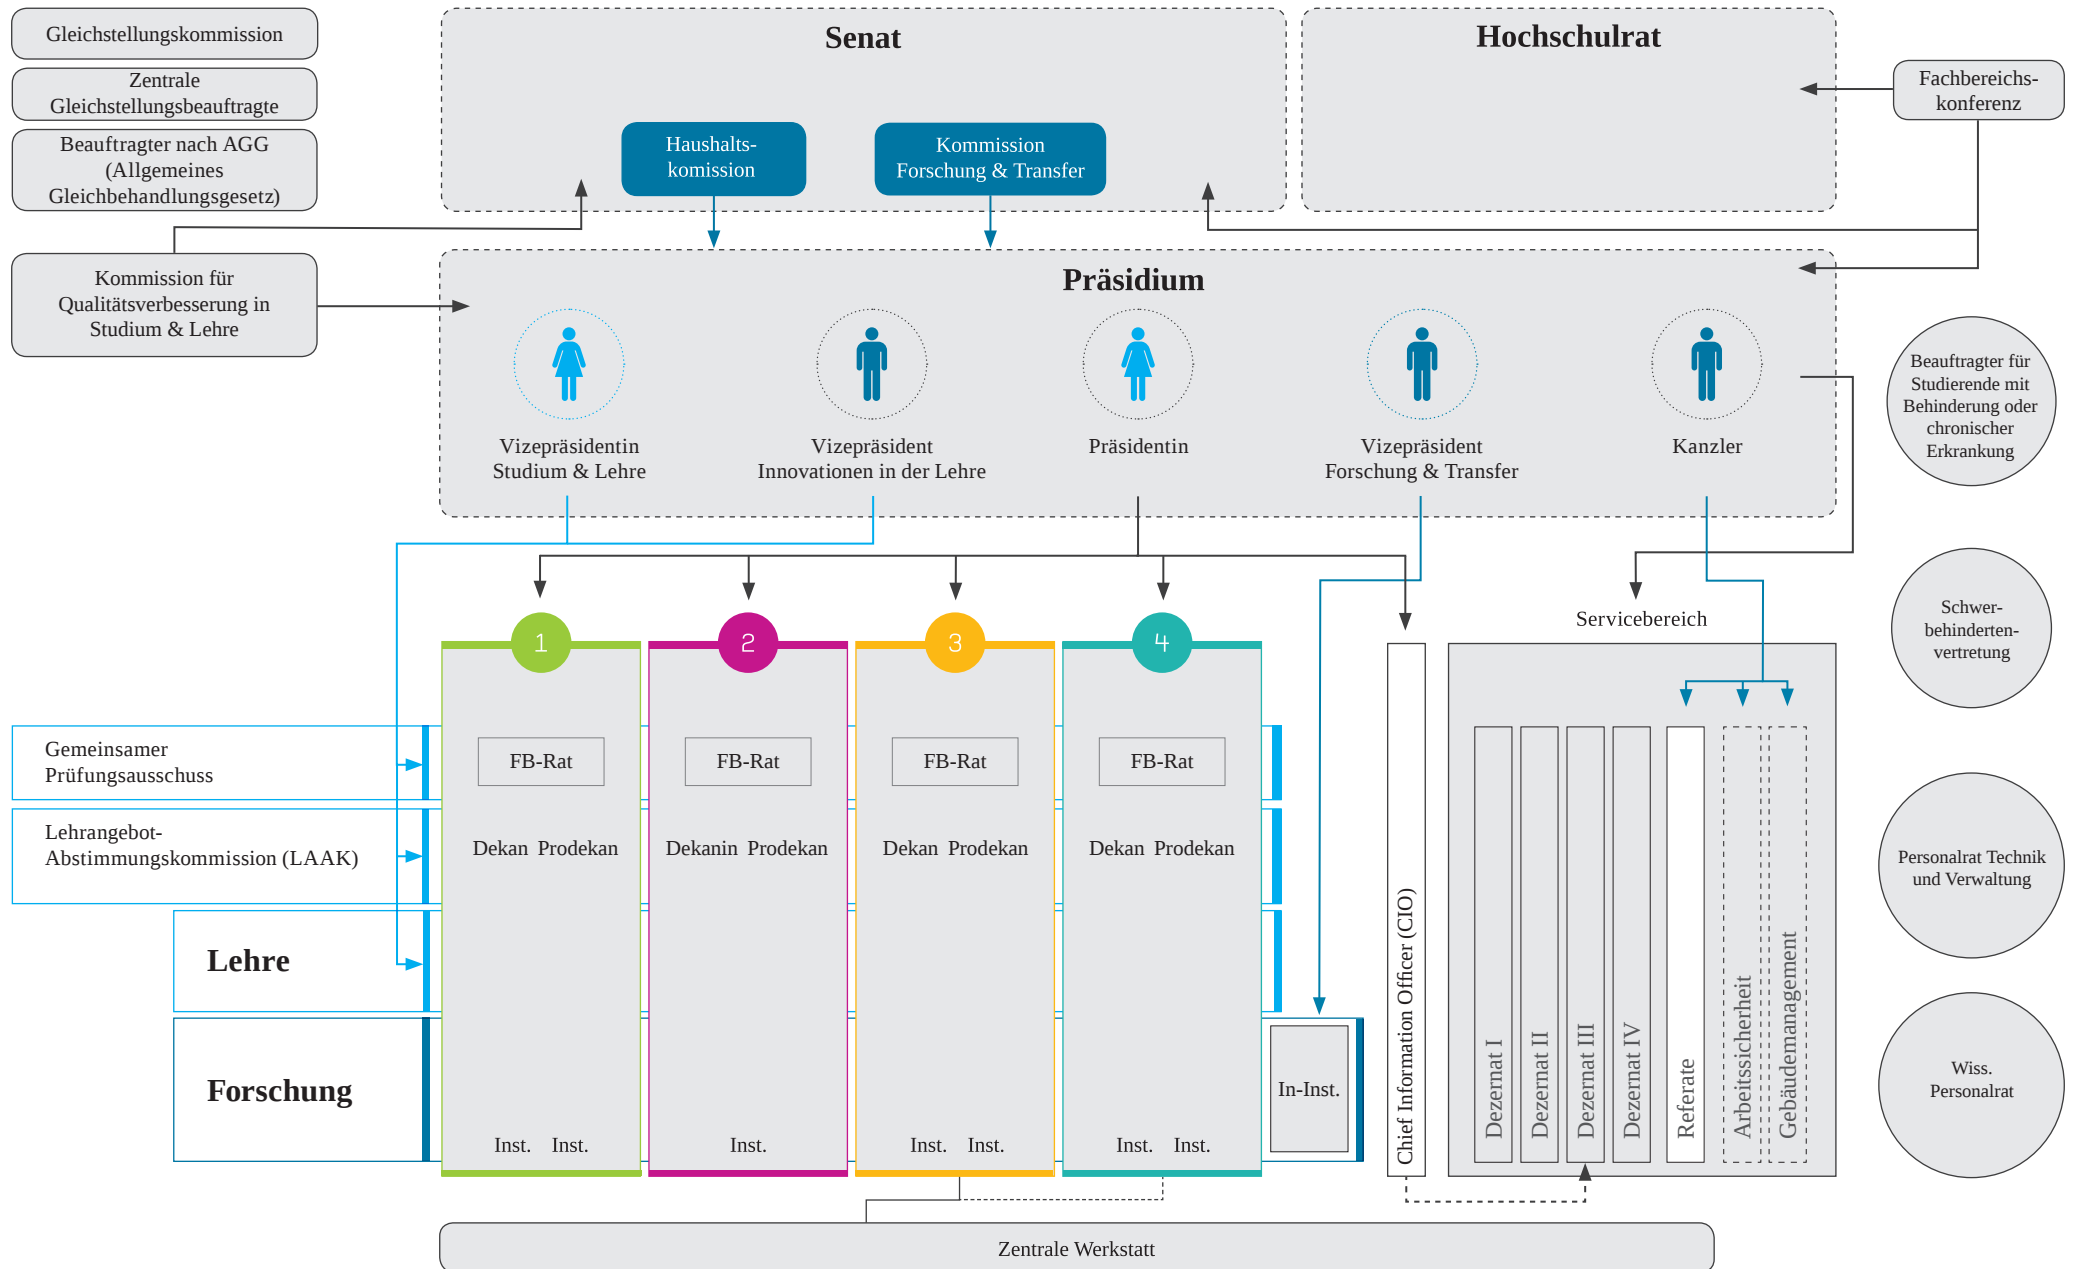 Gleichstellungskommission
Zentrale
Gleichstellungsbeauftragte
Beauftragter nach AGG
(Allgemeines
Gleichbehandlungsgesetz)
Kommission für
Qualitätsverbesserung in
Studium & Lehre
Senat
Haushalts-
komission
Kommission
Forschung & Transfer
Hochschulrat
Fachbereichs-
konferenz
Präsidium
Vizepräsidentin
Studium & Lehre
Vizepräsident
Innovationen in der Lehre
Präsidentin
Vizepräsident
Forschung & Transfer
Kanzler
Beauftragter für
Studierende mit
Behinderung oder
chronischer
Erkrankung
Schwer-
behinderten-
vertretung
Personalrat Technik
und Verwaltung
Wiss.
Personalrat
Servicebereich
1
2
3
4
Gemeinsamer
Prüfungsausschuss
FB-Rat
FB-Rat
FB-Rat
FB-Rat
Lehrangebot-
Abstimmungskommission (LAAK)
Dekan Prodekan
Dekanin Prodekan
Dekan Prodekan
Dekan Prodekan
Lehre
Forschung
Inst. Inst.
Inst.
Inst. Inst.
Inst. Inst.
In-Inst.
Chief Information Officer (CIO)
Dezernat I
Dezernat II
Dezernat III
Dezernat IV
Referate
Arbeitssicherheit
Gebäudemanagement
Zentrale Werkstatt